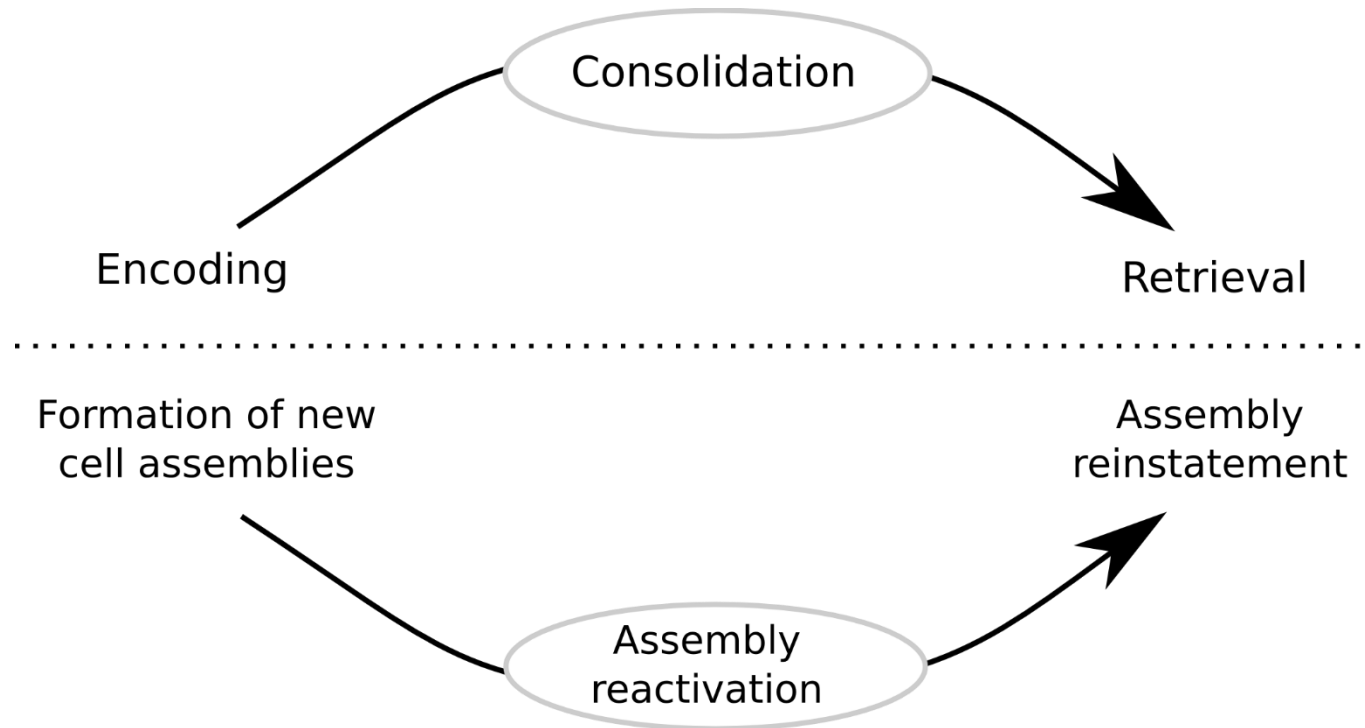 Consolidation
Encoding
Retrieval
Formation of new
cell assemblies
Assembly
reinstatement
Assembly
reactivation